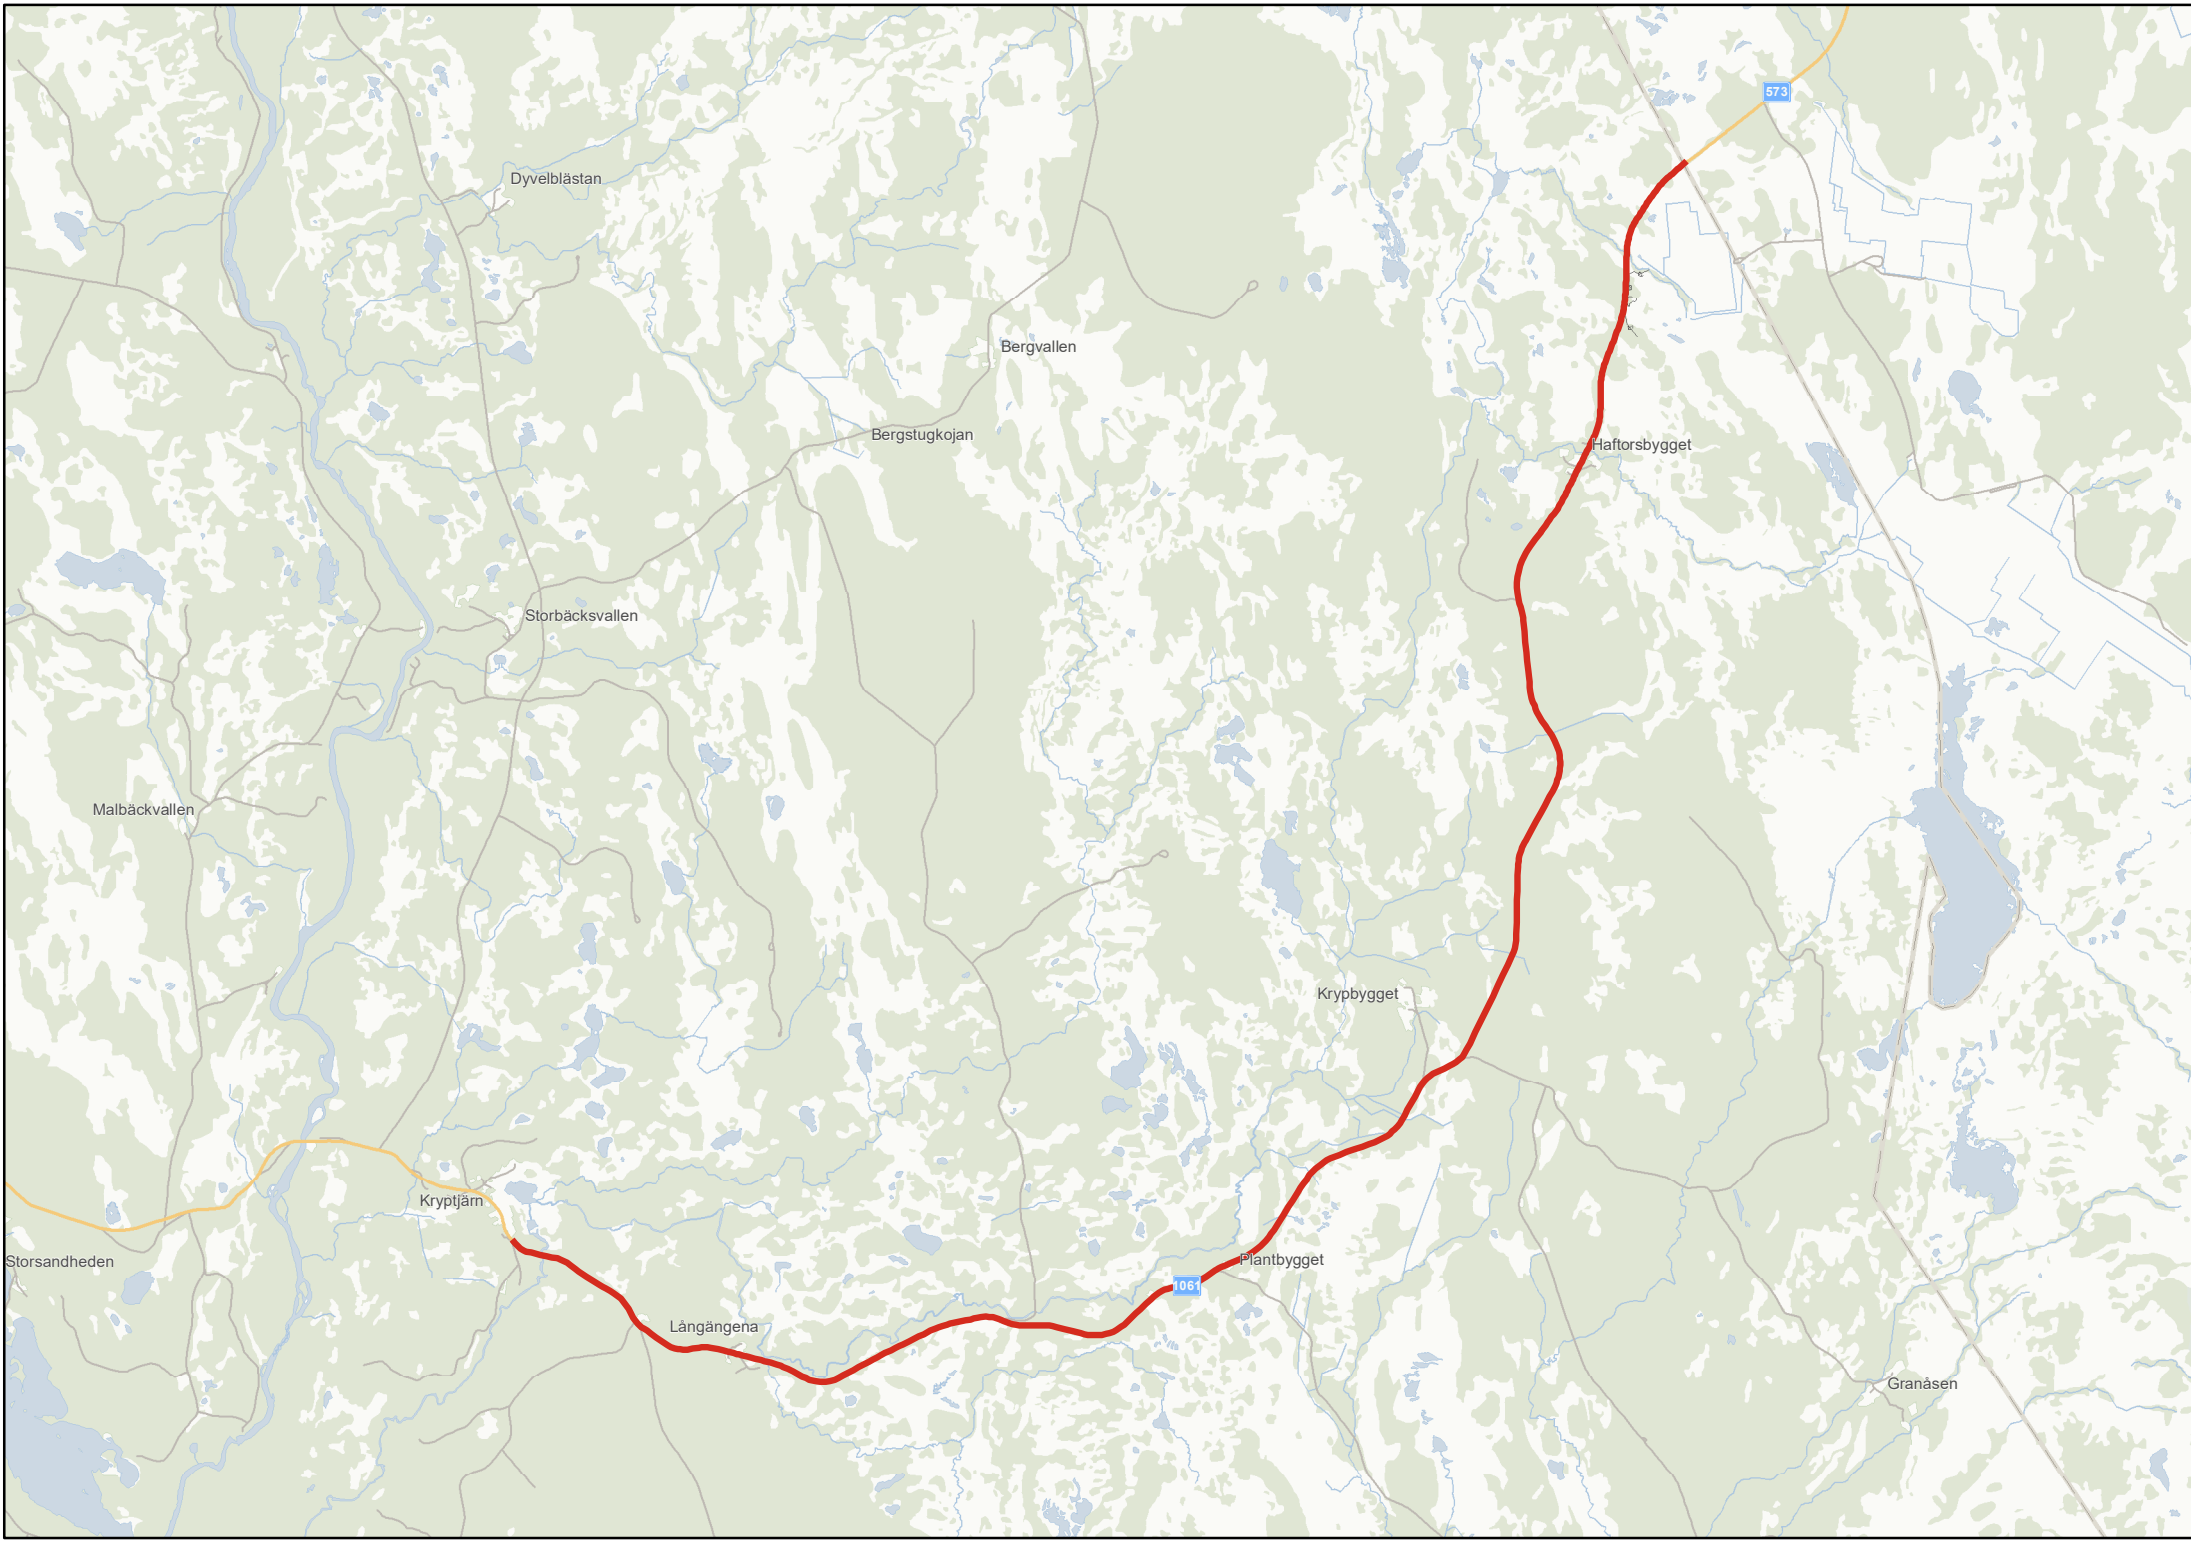 573
Dyvelblästan
Bergvallen
Bergstugkojan
Haftorsbygget
Storbäcksvallen
Malbäckvallen
Krypbygget
Kryptjärn
Storsandheden
Plantbygget
1061
Långängena
Granåsen